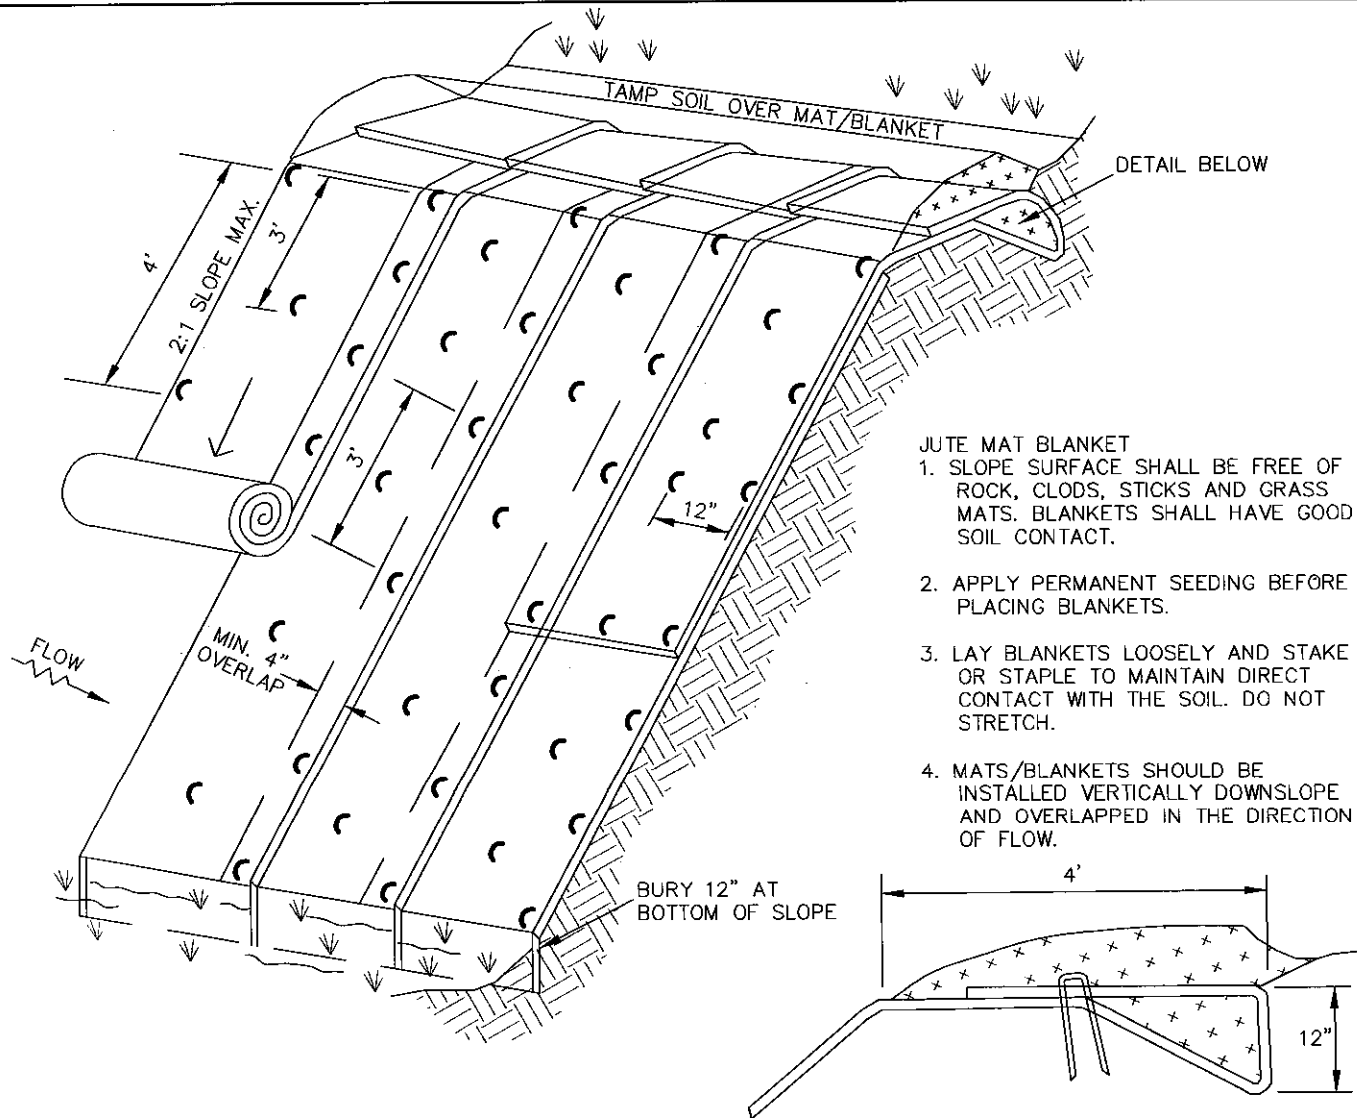 TAMP SOIL OVER MAT/BLANKET
DETAIL BELOW
4'
2:1 SLOPE MAX.
3'
3'
12"
FLOW
MIN. 4"
OVERLAP
JUTE MAT BLANKET
1. SLOPE SURFACE SHALL BE FREE OF
ROCK, CLODS, STICKS AND GRASS
MATS. BLANKETS SHALL HAVE GOOD
SOIL CONTACT.
2. APPLY PERMANENT SEEDING BEFORE
PLACING BLANKETS.
3. LAY BLANKETS LOOSELY AND STAKE
OR STAPLE TO MAINTAIN DIRECT
CONTACT WITH THE SOIL. DO NOT
STRETCH.
4. MATS/BLANKETS SHOULD BE
INSTALLED VERTICALLY DOWNSLOPE
AND OVERLAPPED IN THE DIRECTION
OF FLOW.
BURY 12" AT
BOTTOM OF SLOPE
4'
12"